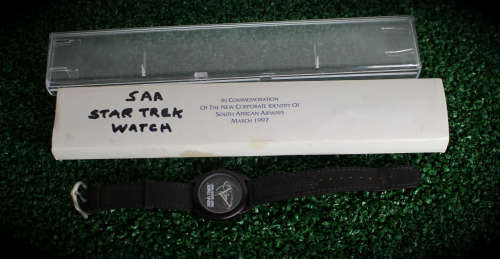 SAA
STAR TREK
WATCH
IN COMMEMORATION
OF THE NEW CORPORATE IDENTITY OF
SOUTH AFRICAN AIRWAYS
MARCH 1997